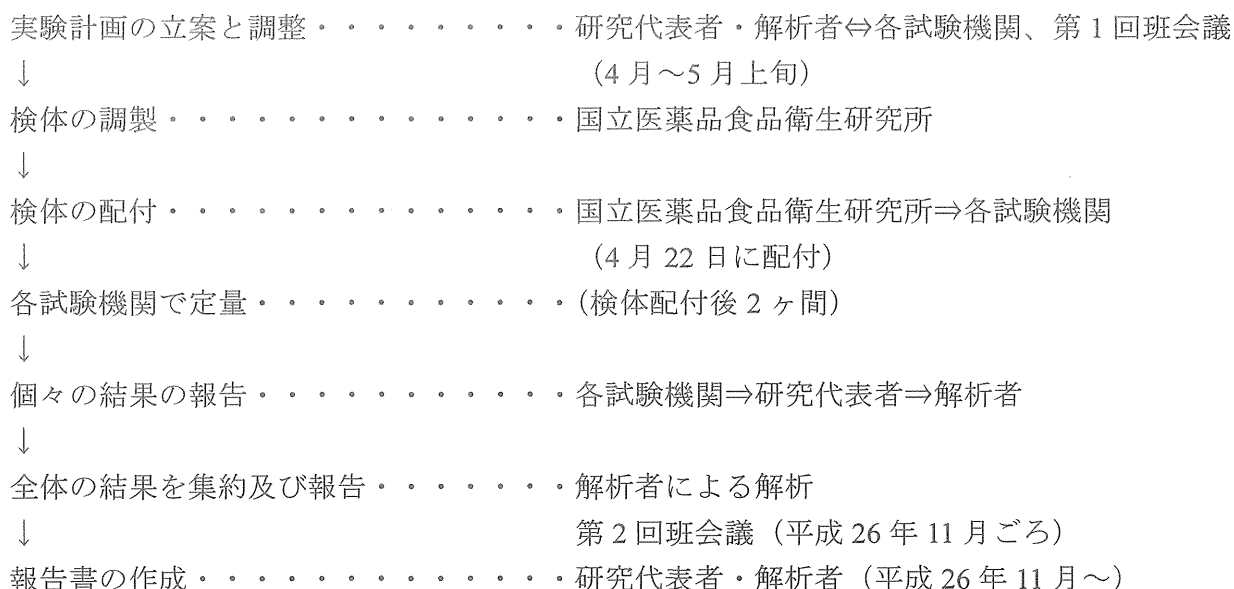 実験計画の立案と調整・・・・・・・・・研究代表者・解析者⇔各試験機関、第1回班会議
↓ (4月～5月上旬)
検体の調製・・・・・・・・・・・・・・国立医薬品食品衛生研究所
↓
検体の配付・・・・・・・・・・・・・・国立医薬品食品衛生研究所⇒各試験機関
↓ (4月22日に配付)
各試験機関で定量・・・・・・・・・・・(検体配付後2ヶ間)
↓
個々の結果の報告・・・・・・・・・・・各試験機関⇒研究代表者⇒解析者
↓
全体の結果を集約及び報告・・・・・・・解析者による解析
↓ 第2回班会議（平成26年11月ごろ）
報告書の作成・・・・・・・・・・・・・研究代表者・解析者（平成26年11月～）